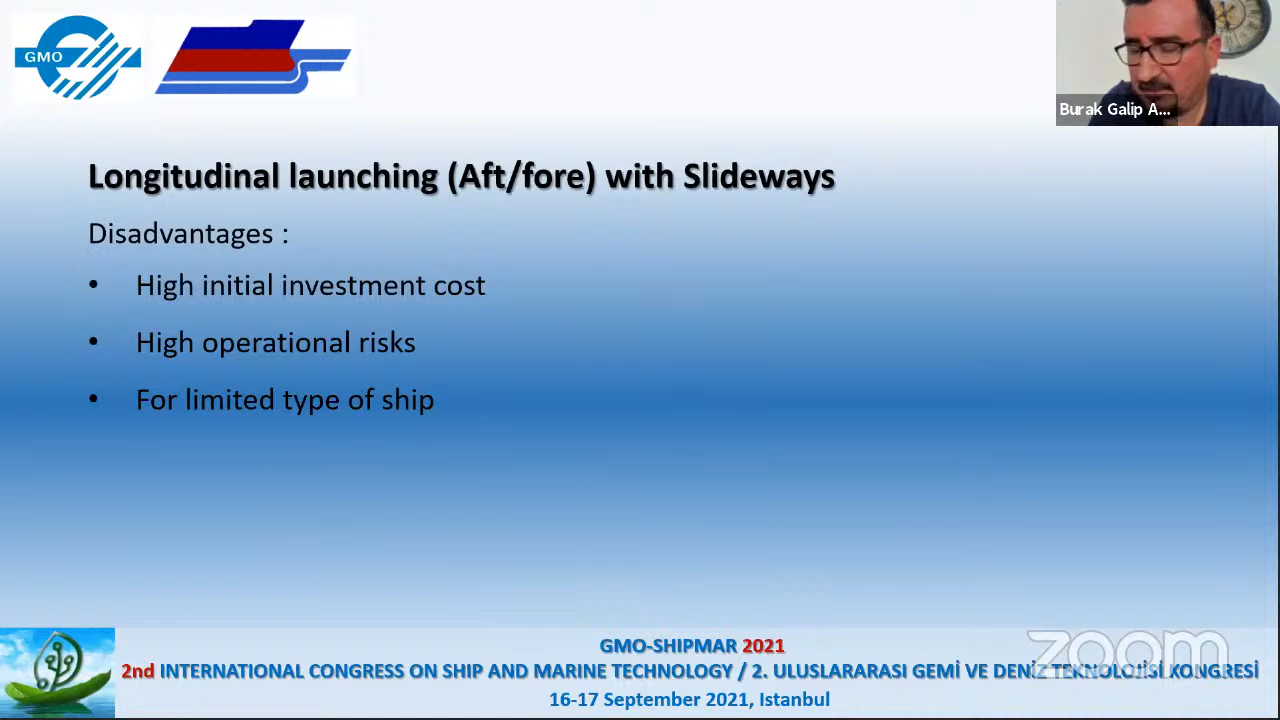 GMO
Burak Galip A...
Longitudinal launching (Aft/fore) with Slideways
Disadvantages :
• High initial investment cost
• High operational risks
• For limited type of ship
GMO-SHIPMAR 2021
2nd INTERNATIONAL CONGRESS ON SHIP AND MARINE TECHNOLOGY / 2. ULUSLARARASI GEMİ VE DENİZ TEKNOLOJİSİ KONGRESİ
16-17 September 2021, Istanbul
zoom